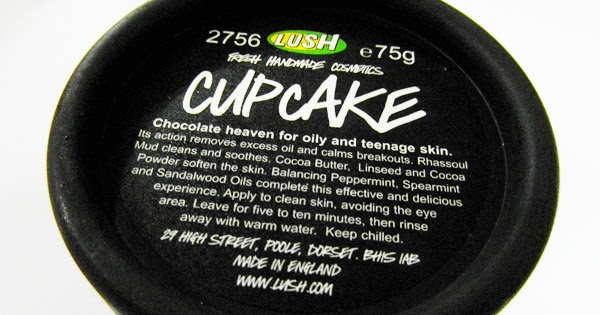 2756 LUSH e75g
FRESH HANDMADE COSMETICS
CUPCAKE
Chocolate heaven for oily and teenage skin.
Its action removes excess oil and calms breakouts. Rhassoul
Mud cleans and soothes, Cocoa Butter, Linseed and Cocoa
Powder soften the skin. Balancing Peppermint, Spearmint
and Sandalwood Oils complete this effective and delicious
experience. Apply to clean skin, avoiding the eye
area. Leave for five to ten minutes, then rinse
away with warm water. Keep chilled.
29 HIGH STREET, POOLE, DORSET. BH15 1AB
MADE IN ENGLAND
WWW.LUSH.COM